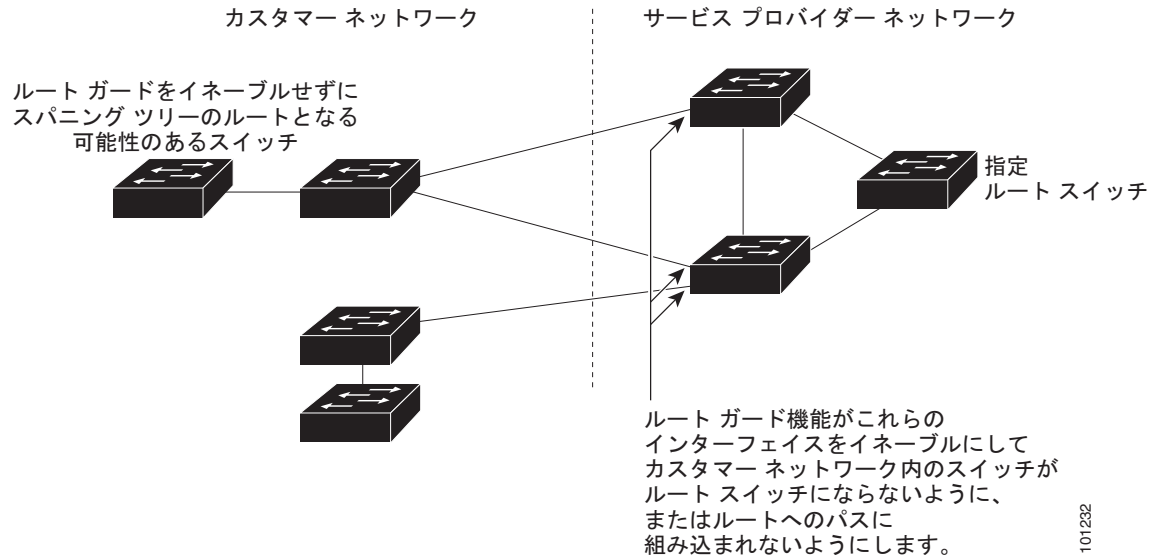 カスタマー ネットワーク
サービス プロバイダー ネットワーク
ルート ガードをイネーブルせずに
スパニング ツリーのルートとなる
可能性のあるスイッチ
指定
ルート スイッチ
ルート ガード機能がこれらの
インターフェイスをイネーブルにして
カスタマー ネットワーク内のスイッチが
ルート スイッチにならないように、
またはルートへのパスに
組み込まれないようにします。
101232